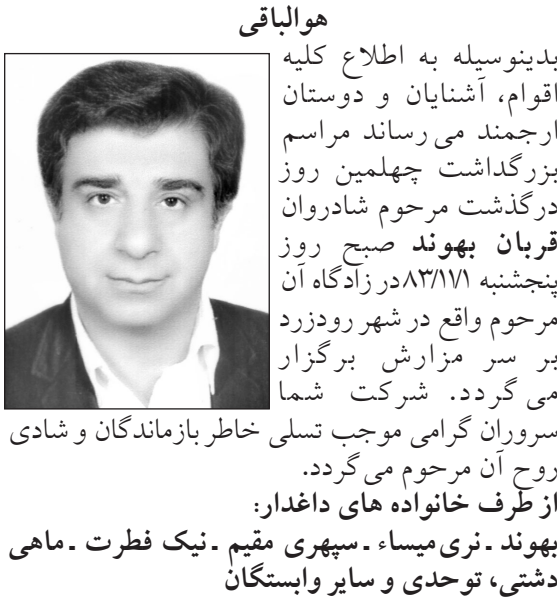 هوالباقی
بدینوسیله به اطلاع کلیه
اقوام، آشنایان و دوستان
ارجمند می رساند مراسم
بزرگداشت چهلمین روز
درگذشت مرحوم شادروان
قربان بهوند صبح روز
پنجشنبه ۸۳/۱۱/۱در زادگاه آن
مرحوم واقع در شهر رودزرد
بر سر مزارش برگزار
می گردد. شرکت شما
سروران گرامی موجب تسلی خاطر بازماندگان و شادی
روح آن مرحوم می گردد.
از طرف خانواده های داغدار:
بهوند ـ نری میساء ـ سپهری مقیم ـ نیک فطرت ـ ماهی
دشتی، توحدی و سایر وابستگان